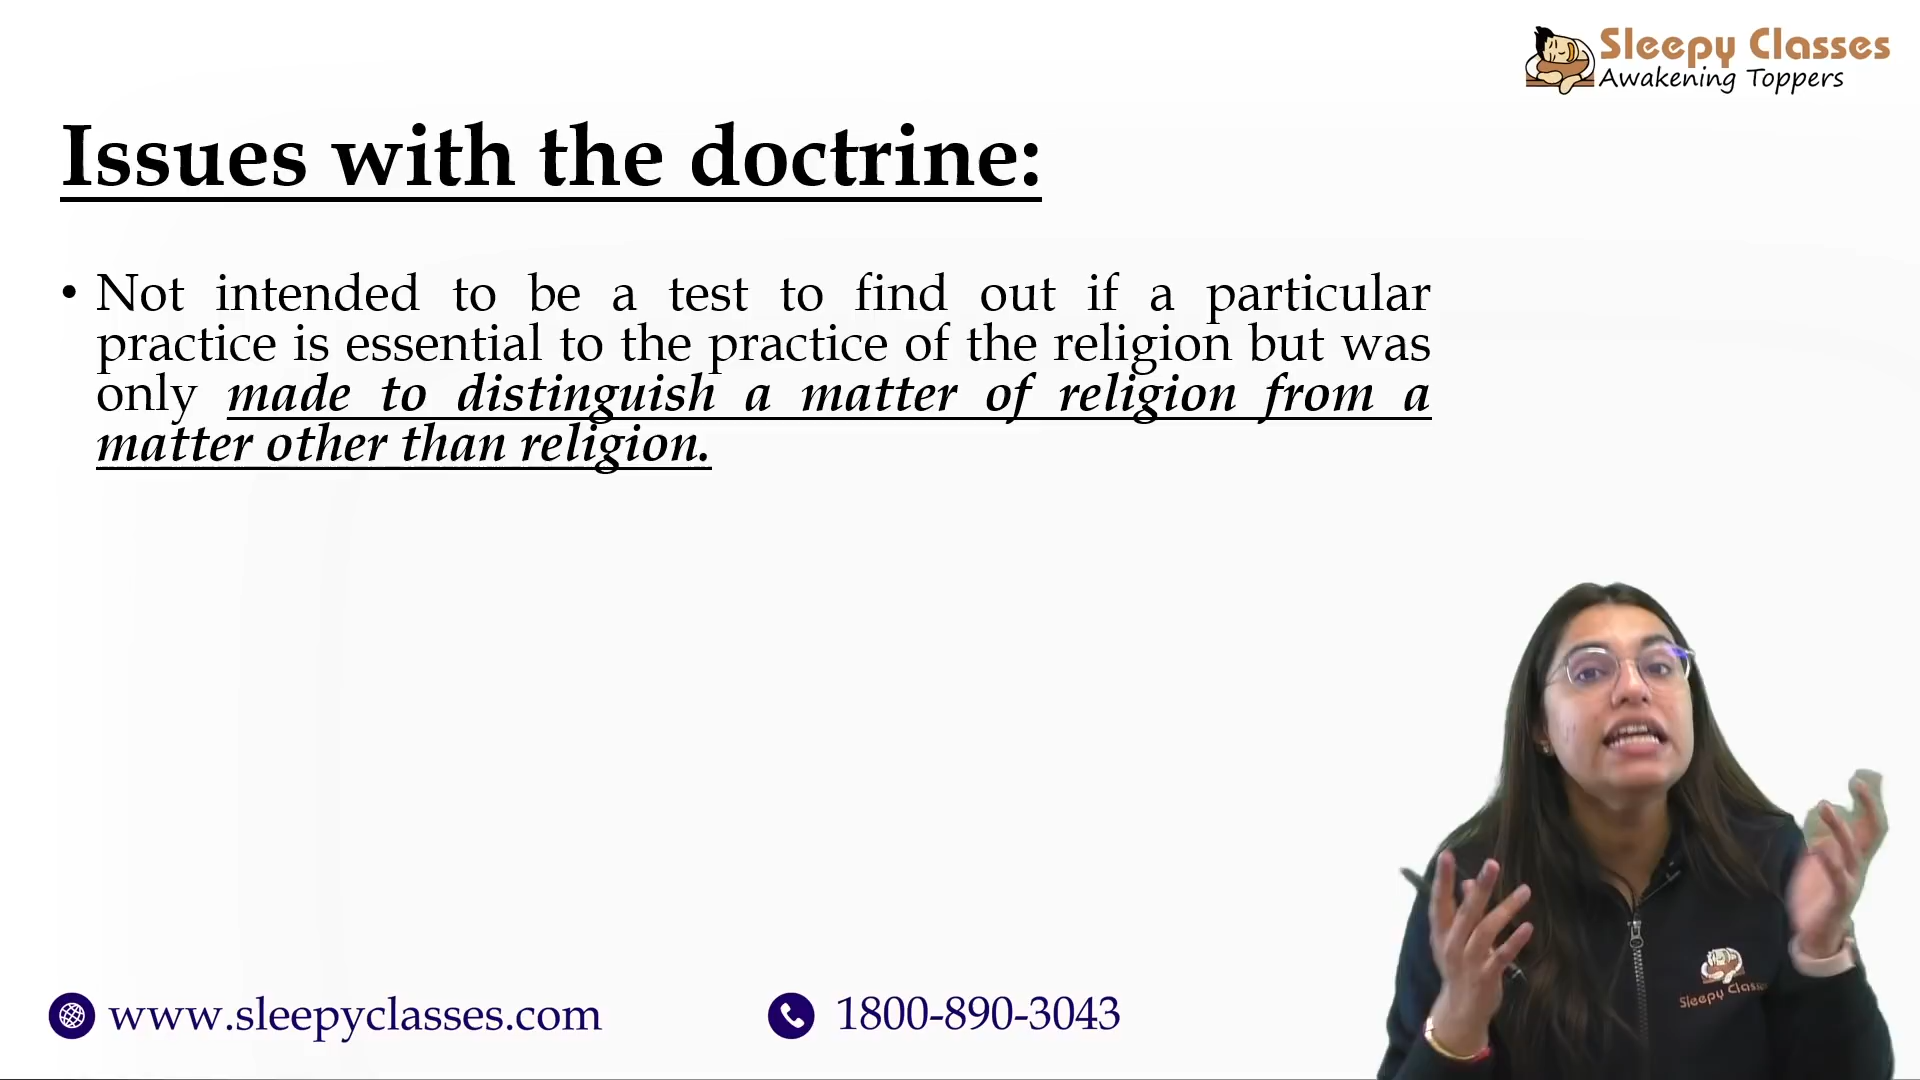 Sleepy Classes
Awakening Toppers
Issues with the doctrine:
• Not intended to be a test to find out if a particular
practice is essential to the practice of the religion but was
only made to distinguish a matter of religion from a
matter other than religion.
Sleepy Classes
www.sleepyclasses.com
1800-890-3043